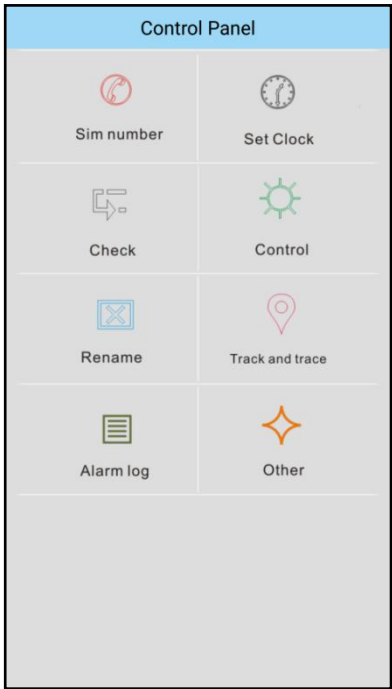 Control Panel
Sim number
Set Clock
Check
Control
Rename
Track and trace
Alarm log
Other